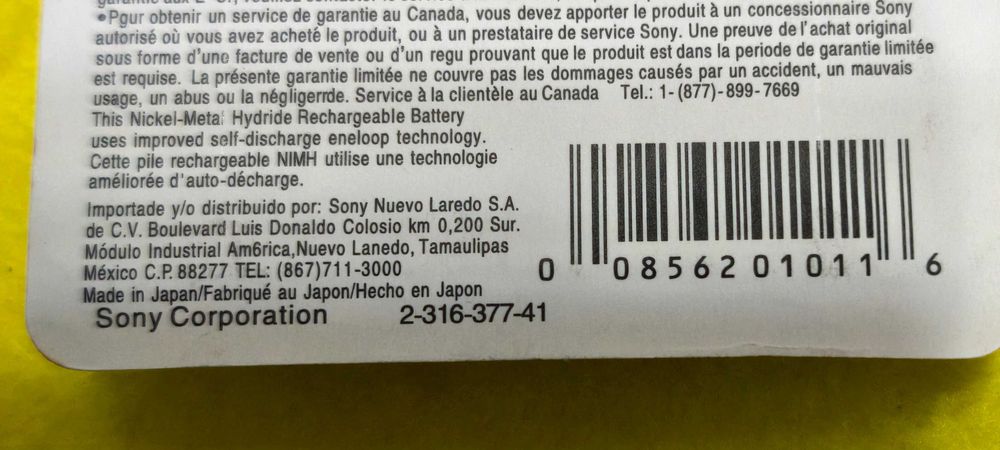 •Pgur obtenir un service de garantie au Canada, vous devez apporter le produit à un concessionnaire Sony
autorisé où vous avez acheté le produit, ou à un prestataire de service Sony. Une preuve de l'achat original
sous forme d'une facture de vente ou d'un regu prouvant que le produit est dans la periode de garantie limitée
est requise. La présente garantie limitée ne couvre pas les dommages causés par un accident, un mauvais
usage, un abus ou la négligerrde. Service à la clientèle au Canada Tel.: 1-(877)-899-7669
This Nickel-Metal Hydride Rechargeable Battery
uses improved self-discharge eneloop technology.
Cette pile rechargeable NIMH utilise une technologie
améliorée d'auto-décharge.
Importade y/o distribuido por: Sony Nuevo Laredo S.A.
de C.V. Boulevard Luis Donaldo Colosio km 0,200 Sur.
Módulo Industrial Am6rica,Nuevo Lanedo, Tamaulipas
México C.P. 88277 TEL: (867)711-3000
Made in Japan/Fabriqué au Japon/Hecho en Japon
Sony Corporation 2-316-377-41
0 08562 01011 6